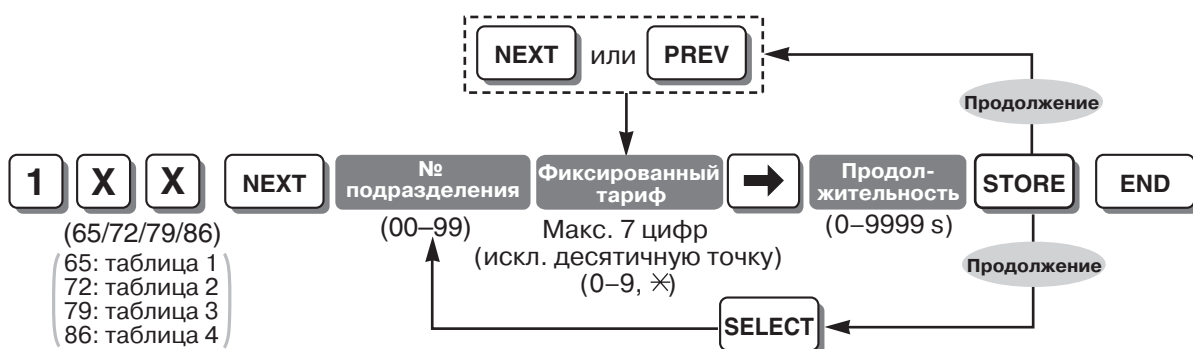 NEXT или PREV
Продолжение
1 X X NEXT № подразделения Фиксированный тариф Продол-жительность STORE END
(65/72/79/86)
65: таблица 1
72: таблица 2
79: таблица 3
86: таблица 4
(00–99)
Макс. 7 цифр
(искл. десятичную точку)
(0–9, ✳)
(0–9999 s)
Продолжение
SELECT